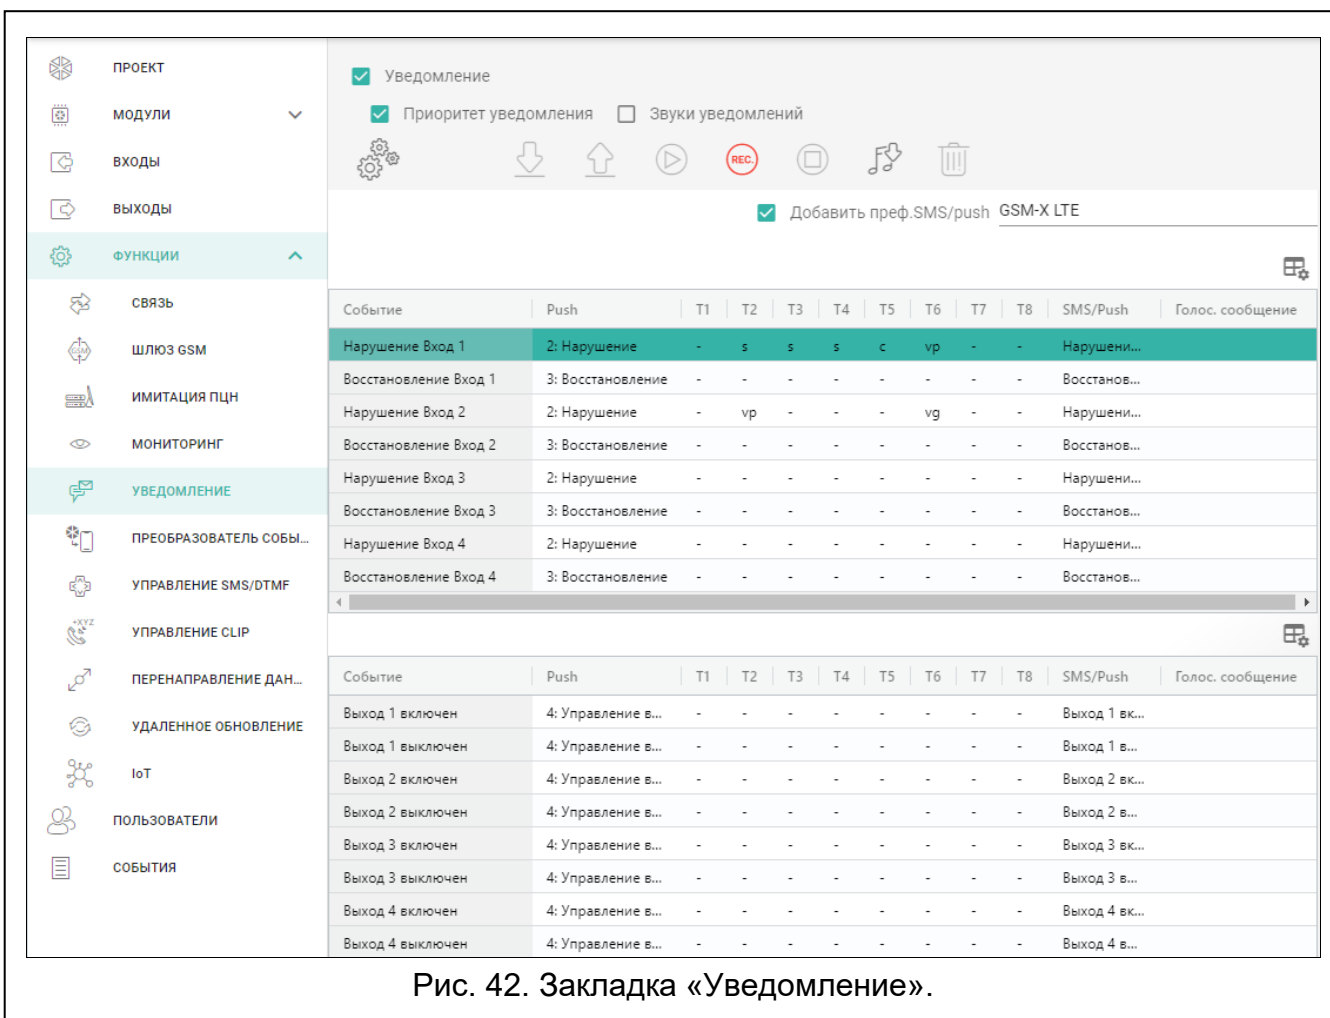 ПРОЕКТ
МОДУЛИ
ВХОДЫ
ВЫХОДЫ
ФУНКЦИИ
СВЯЗЬ
GSM
ШЛЮЗ GSM
ИМИТАЦИЯ ПЦН
МОНИТОРИНГ
УВЕДОМЛЕНИЕ
ПРЕОБРАЗОВАТЕЛЬ СОБЫ...
УПРАВЛЕНИЕ SMS/DTMF
+XYZ
УПРАВЛЕНИЕ CLIP
ПЕРЕНАПРАВЛЕНИЕ ДАН...
УДАЛЕННОЕ ОБНОВЛЕНИЕ
IoT
ПОЛЬЗОВАТЕЛИ
СОБЫТИЯ
Уведомление
Приоритет уведомления Звуки уведомлений
REC.
Добавить преф.SMS/push GSM-X LTE
Событие Push T1 T2 T3 T4 T5 T6 T7 T8 SMS/Push Голос. сообщение
Нарушение Вход 1 2: Нарушение - s s s c vp - - Нарушени...
Восстановление Вход 1 3: Восстановление - - - - - - - - Восстанов...
Нарушение Вход 2 2: Нарушение - vp - - - vg - - Нарушени...
Восстановление Вход 2 3: Восстановление - - - - - - - - Восстанов...
Нарушение Вход 3 2: Нарушение - - - - - - - - Нарушени...
Восстановление Вход 3 3: Восстановление - - - - - - - - Восстанов...
Нарушение Вход 4 2: Нарушение - - - - - - - - Нарушени...
Восстановление Вход 4 3: Восстановление - - - - - - - - Восстанов...
Событие Push T1 T2 T3 T4 T5 T6 T7 T8 SMS/Push Голос. сообщение
Выход 1 включен 4: Управление в... - - - - - - - - Выход 1 вк...
Выход 1 выключен 4: Управление в... - - - - - - - - Выход 1 в...
Выход 2 включен 4: Управление в... - - - - - - - - Выход 2 вк...
Выход 2 выключен 4: Управление в... - - - - - - - - Выход 2 в...
Выход 3 включен 4: Управление в... - - - - - - - - Выход 3 вк...
Выход 3 выключен 4: Управление в... - - - - - - - - Выход 3 в...
Выход 4 включен 4: Управление в... - - - - - - - - Выход 4 вк...
Выход 4 выключен 4: Управление в... - - - - - - - - Выход 4 в...
Рис. 42. Закладка «Уведомление».